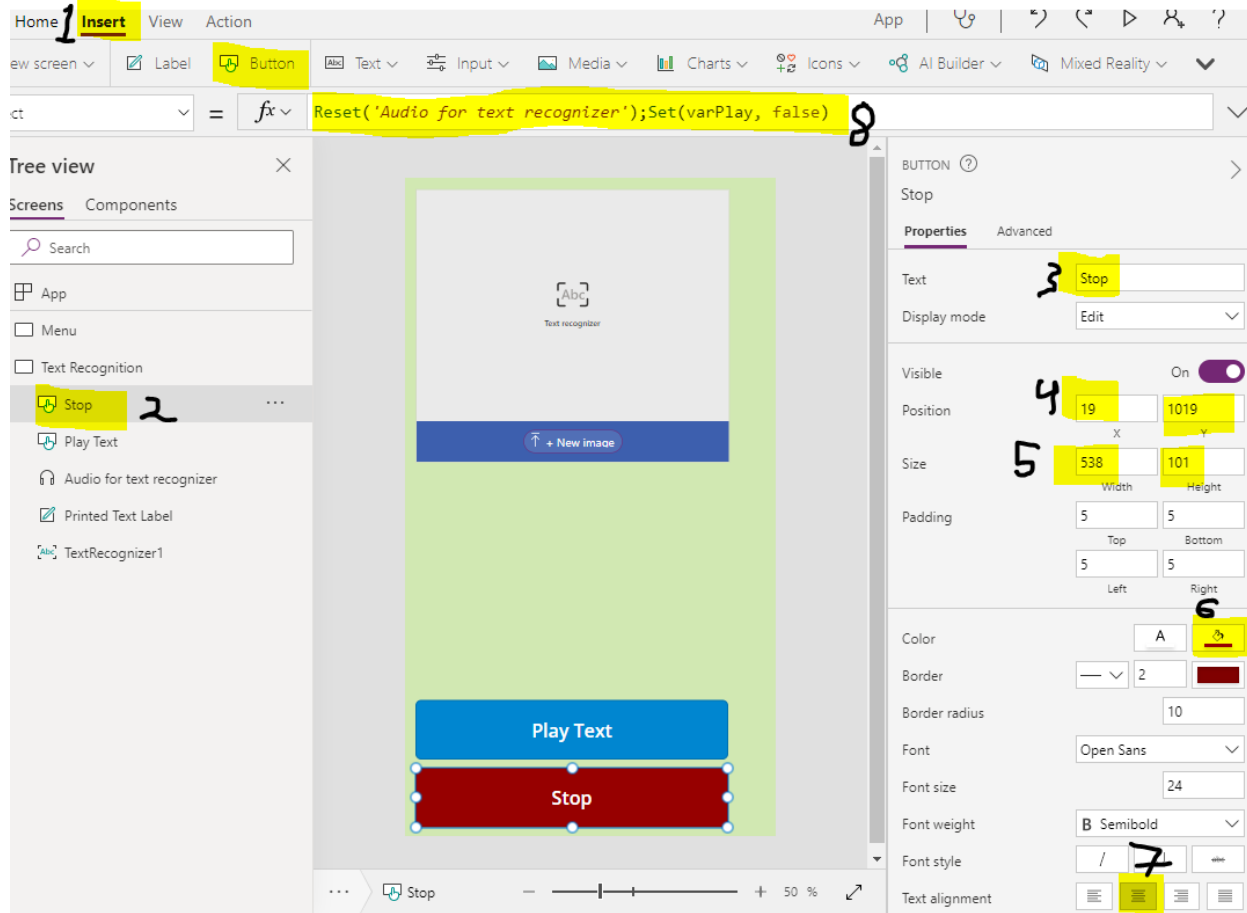 Home 1 Insert View Action App ?
ew screen Label Button Abc Text Input Media Charts Icons AI Builder Mixed Reality
ct = fx Reset('Audio for text recognizer');Set(varPlay, false) 8
Tree view
Screens Components
Search
App
Menu
Text Recognition
Stop 2 ...
Play Text
Audio for text recognizer
Printed Text Label
Abc TextRecognizer1
Abc
Text recognizer
+ New image
Play Text
Stop
... Stop − + 50 %
BUTTON ?
Stop
Properties Advanced
Text 3 Stop
Display mode Edit
Visible On
Position 4 19 1019
X Y
Size 5 538 101
Width Height
Padding 5 5
Top Bottom
5 5
Left Right
6
Color A
Border 2
Border radius 10
Font Open Sans
Font size 24
Font weight B Semibold
Font style / 7 abc
Text alignment